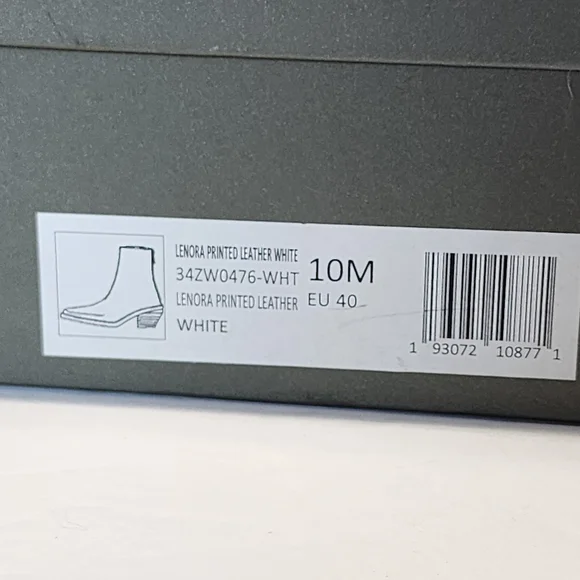 LENORA PRINTED LEATHER WHITE
34ZW0476-WHT
LENORA PRINTED LEATHER
WHITE
10M
EU 40
1 93072 10877 1